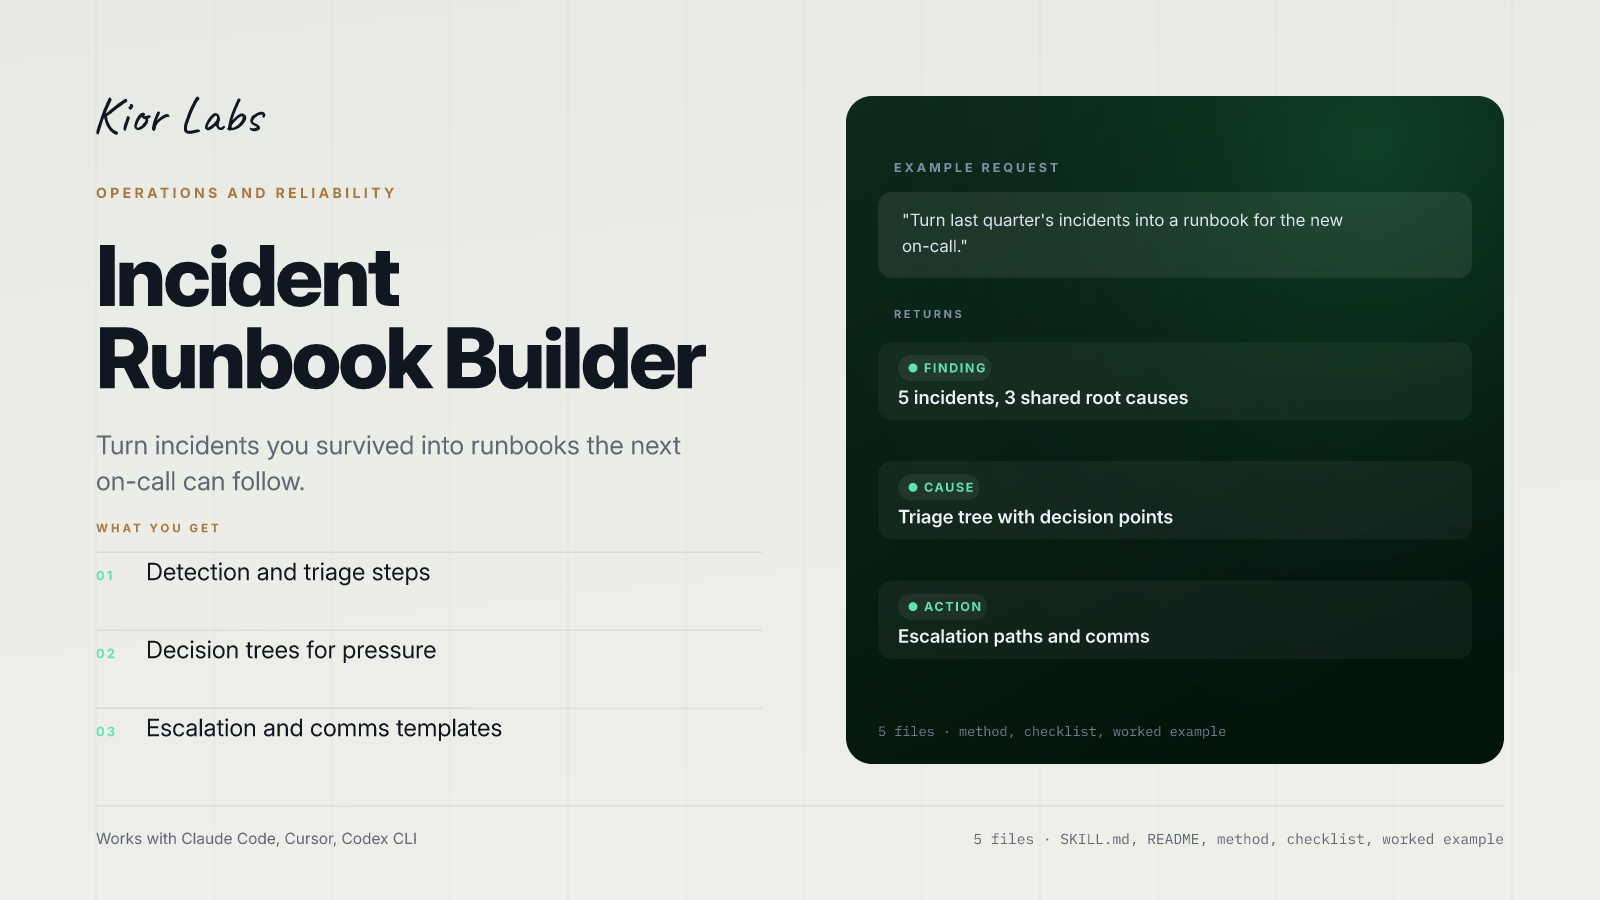 Kior Labs
OPERATIONS AND RELIABILITY
Incident
Runbook Builder
Turn incidents you survived into runbooks the next
on-call can follow.
WHAT YOU GET
01 Detection and triage steps
02 Decision trees for pressure
03 Escalation and comms templates
EXAMPLE REQUEST
"Turn last quarter's incidents into a runbook for the new
on-call."
RETURNS
FINDING
5 incidents, 3 shared root causes
CAUSE
Triage tree with decision points
ACTION
Escalation paths and comms
5 files · method, checklist, worked example
Works with Claude Code, Cursor, Codex CLI
5 files · SKILL.md, README, method, checklist, worked example